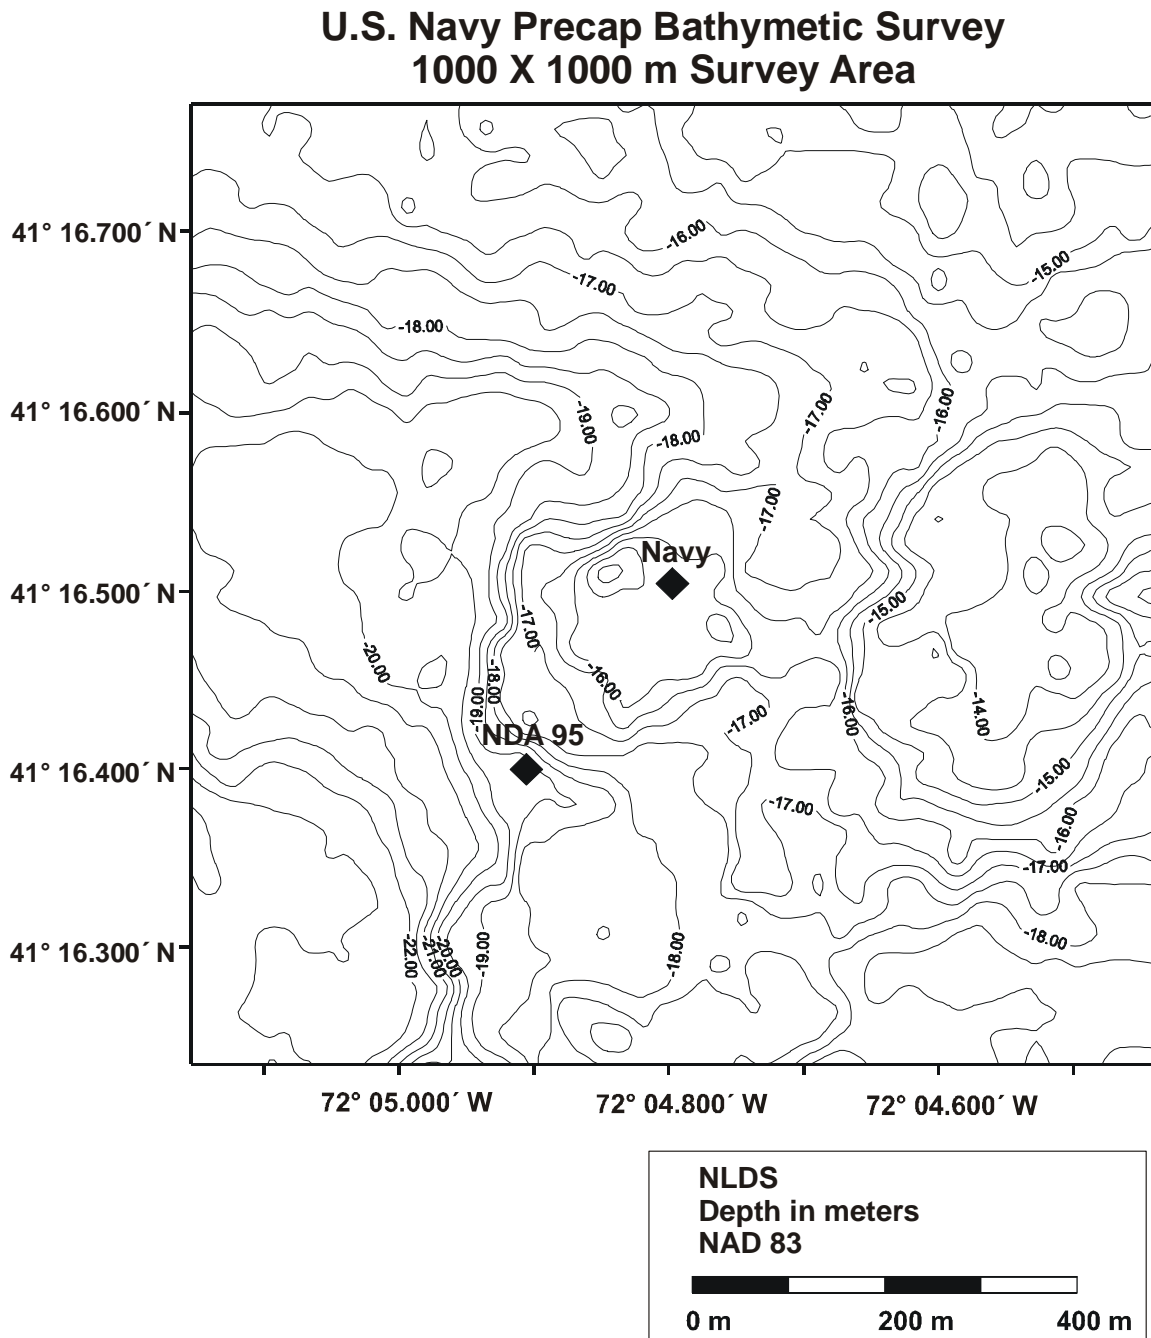 U.S. Navy Precap Bathymetic Survey
1000 X 1000 m Survey Area
41° 16.700´ N
41° 16.600´ N
41° 16.500´ N
41° 16.400´ N
41° 16.300´ N
-16.00
-15.00
-17.00
-18.00
-19.00
-18.00
-17.00
-16.00
-17.00
Navy
-17.00
-15.00
-20.00
-16.00
-18.00
-19.00
-17.00
-16.00
-14.00
NDA 95
-15.00
-17.00
-16.00
-17.00
-18.00
-22.00
-21.00
-20.00
-19.00
-18.00
72° 05.000´ W
72° 04.800´ W
72° 04.600´ W
NLDS
Depth in meters
NAD 83
0 m
200 m
400 m